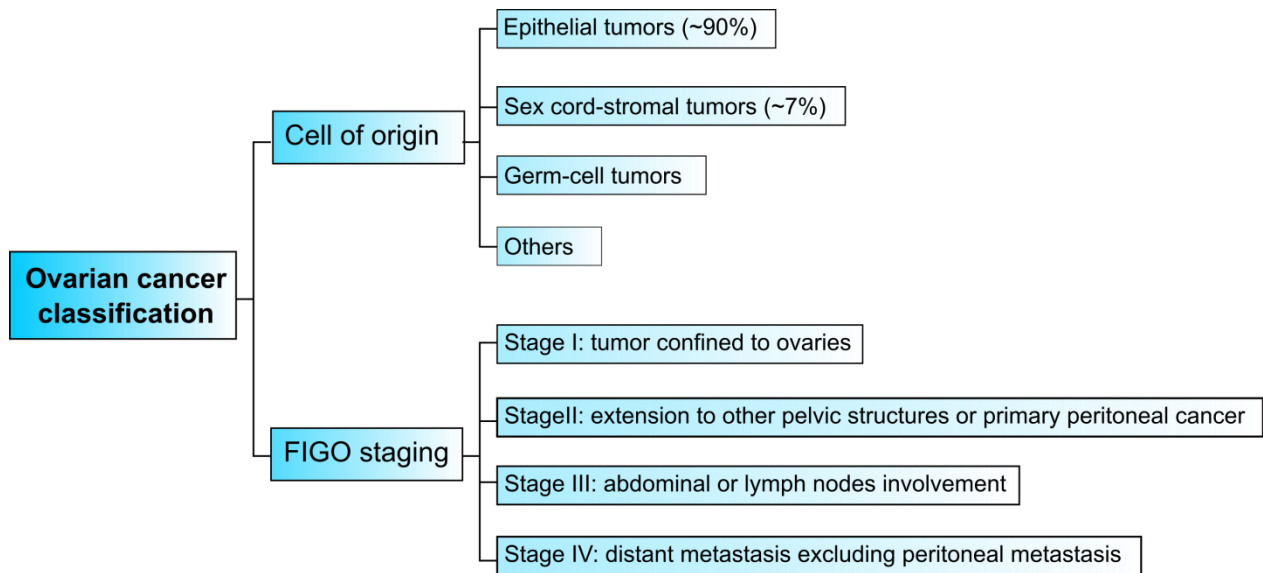 Ovarian cancer
classification
Cell of origin
Epithelial tumors (~90%)
Sex cord-stromal tumors (~7%)
Germ-cell tumors
Others
FIGO staging
Stage I: tumor confined to ovaries
StageII: extension to other pelvic structures or primary peritoneal cancer
Stage III: abdominal or lymph nodes involvement
Stage IV: distant metastasis excluding peritoneal metastasis